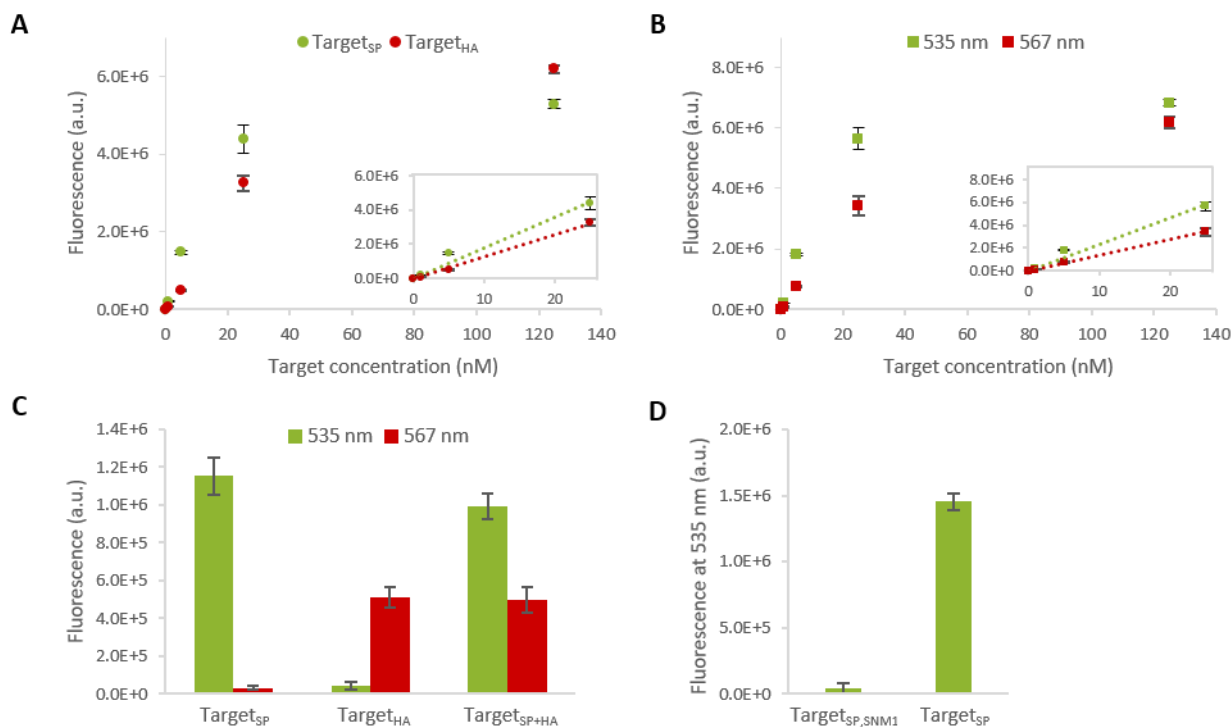 A
Target_SP Target_HA
Fluorescence (a.u.)
6.0E+6
4.0E+6
2.0E+6
0.0E+0
0 20 40 60 80 100 120 140
Target concentration (nM)
6.0E+6
4.0E+6
2.0E+6
0.0E+0
0 10 20
B
535 nm 567 nm
Fluorescence (a.u.)
8.0E+6
6.0E+6
4.0E+6
2.0E+6
0.0E+0
0 20 40 60 80 100 120 140
Target concentration (nM)
8.0E+6
6.0E+6
4.0E+6
2.0E+6
0.0E+0
0 10 20
C
535 nm 567 nm
Fluorescence (a.u.)
1.4E+6
1.2E+6
1.0E+6
8.0E+5
6.0E+5
4.0E+5
2.0E+5
0.0E+0
Target_SP Target_HA Target_SP+HA
D
Fluorescence at 535 nm (a.u.)
2.0E+6
1.5E+6
1.0E+6
5.0E+5
0.0E+0
Target_SP,SNM1 Target_SP